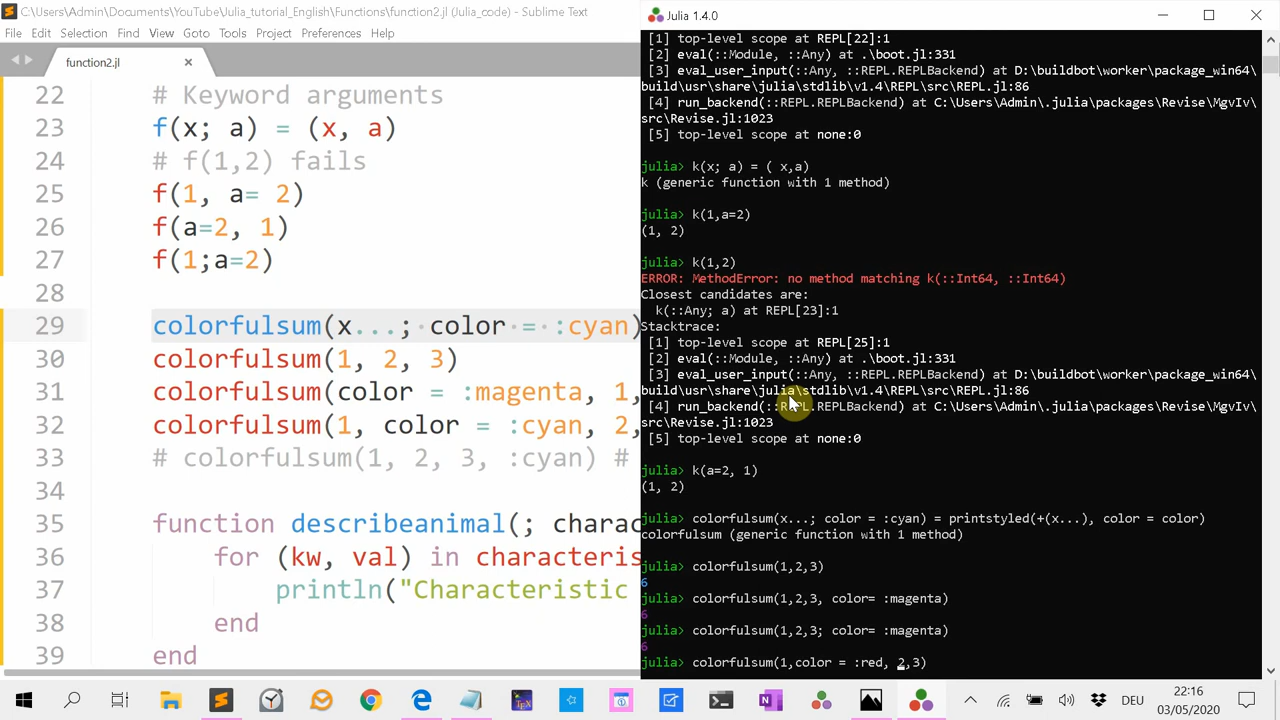 C:\Users\Admin\Documents\YouTube\Julia_tutorial_English\Functions\function2.jl (Julia_code) - Sublime Text
File Edit Selection Find View Goto Tools Project Preferences Help
function2.jl
22 # Keyword arguments
23 f(x; a) = (x, a)
24 # f(1,2) fails
25 f(1, a= 2)
26 f(a=2, 1)
27 f(1;a=2)
28
29 colorfulsum(x...; color = :cyan)
30 colorfulsum(1, 2, 3)
31 colorfulsum(color = :magenta, 1,
32 colorfulsum(1, color = :cyan, 2,
33 # colorfulsum(1, 2, 3, :cyan) #
34
35 function describeanimal(; charac
36 for (kw, val) in characteris
37 println("Characteristic
38 end
39 end
Julia 1.4.0
[1] top-level scope at REPL[22]:1
[2] eval(::Module, ::Any) at .\boot.jl:331
[3] eval_user_input(::Any, ::REPL.REPLBackend) at D:\buildbot\worker\package_win64\
build\usr\share\julia\stdlib\v1.4\REPL\src\REPL.jl:86
[4] run_backend(::REPL.REPLBackend) at C:\Users\Admin\.julia\packages\Revise\MgvIv\
src\Revise.jl:1023
[5] top-level scope at none:0
julia> k(x; a) = ( x,a)
k (generic function with 1 method)
julia> k(1,a=2)
(1, 2)
julia> k(1,2)
ERROR: MethodError: no method matching k(::Int64, ::Int64)
Closest candidates are:
k(::Any; a) at REPL[23]:1
Stacktrace:
[1] top-level scope at REPL[25]:1
[2] eval(::Module, ::Any) at .\boot.jl:331
[3] eval_user_input(::Any, ::REPL.REPLBackend) at D:\buildbot\worker\package_win64\
build\usr\share\julia\stdlib\v1.4\REPL\src\REPL.jl:86
[4] run_backend(::REPL.REPLBackend) at C:\Users\Admin\.julia\packages\Revise\MgvIv\
src\Revise.jl:1023
[5] top-level scope at none:0
julia> k(a=2, 1)
(1, 2)
julia> colorfulsum(x...; color = :cyan) = printstyled(+(x...), color = color)
colorfulsum (generic function with 1 method)
julia> colorfulsum(1,2,3)
6
julia> colorfulsum(1,2,3, color= :magenta)
6
julia> colorfulsum(1,2,3; color= :magenta)
6
julia> colorfulsum(1,color = :red, 2,3)
DEU
22:16
03/05/2020